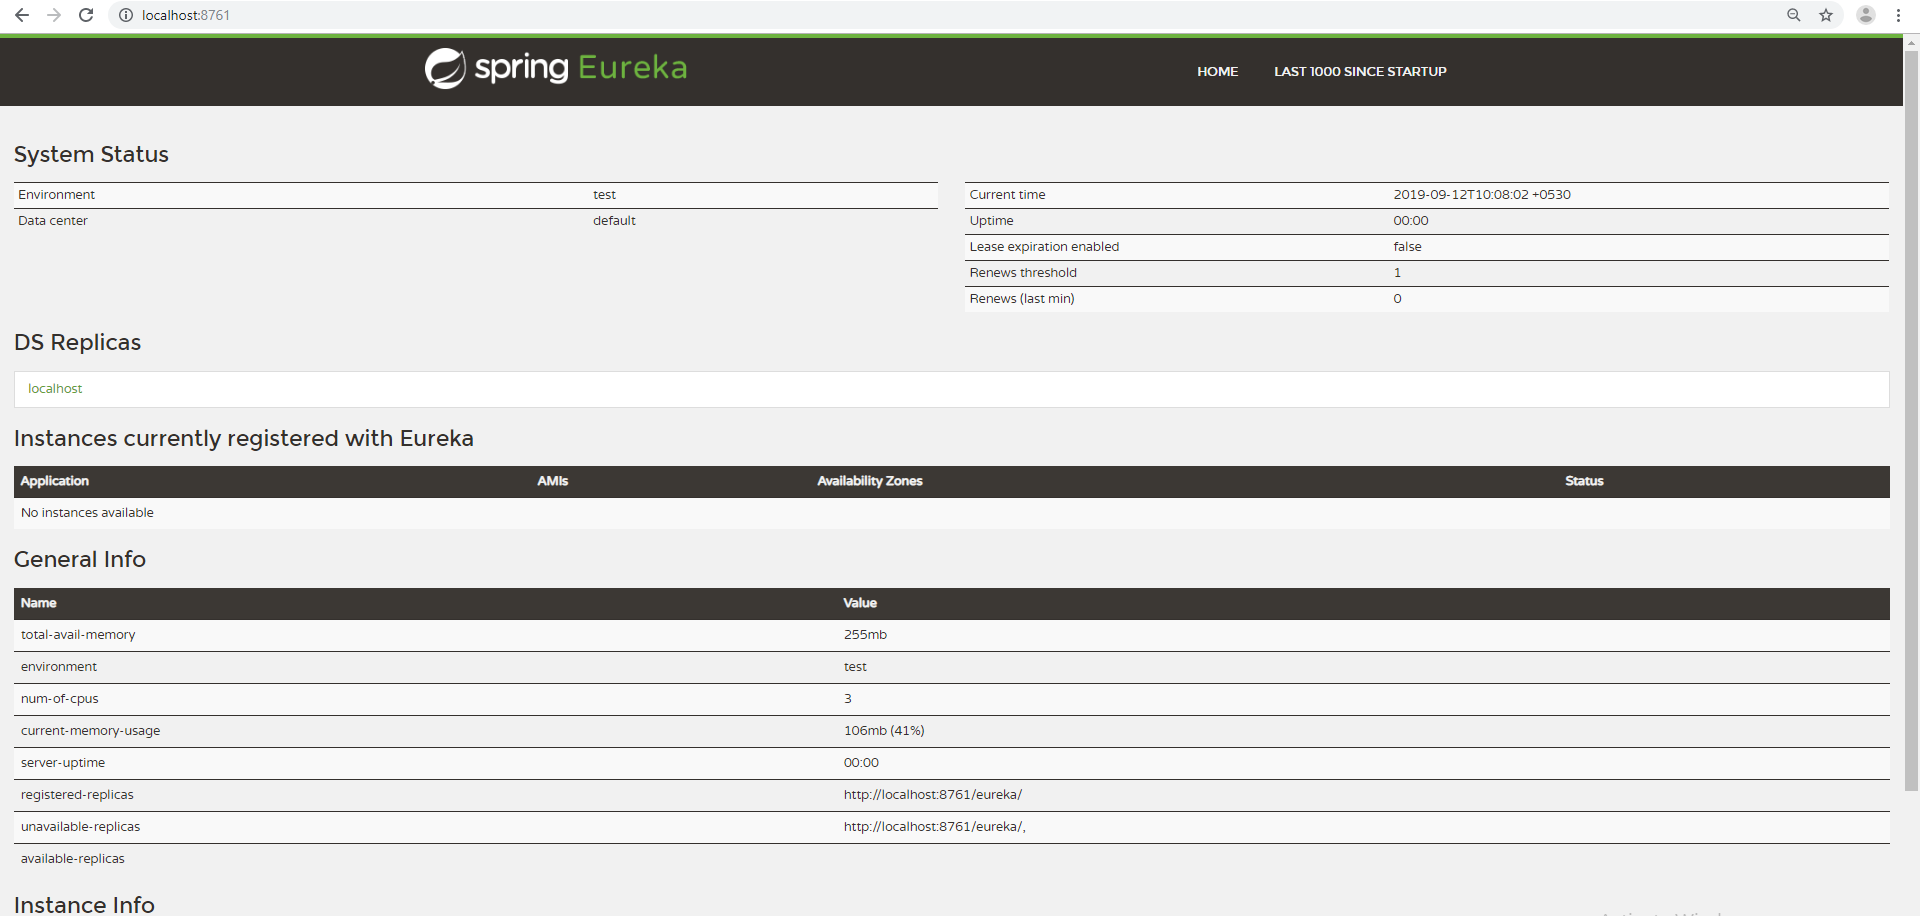 localhost:8761
spring Eureka
HOME LAST 1000 SINCE STARTUP
System Status
Environment test
Data center default
Current time 2019-09-12T10:08:02 +0530
Uptime 00:00
Lease expiration enabled false
Renews threshold 1
Renews (last min) 0
DS Replicas
localhost
Instances currently registered with Eureka
Application AMIs Availability Zones Status
No instances available
General Info
Name Value
total-avail-memory 255mb
environment test
num-of-cpus 3
current-memory-usage 106mb (41%)
server-uptime 00:00
registered-replicas http://localhost:8761/eureka/
unavailable-replicas http://localhost:8761/eureka/,
available-replicas
Instance Info